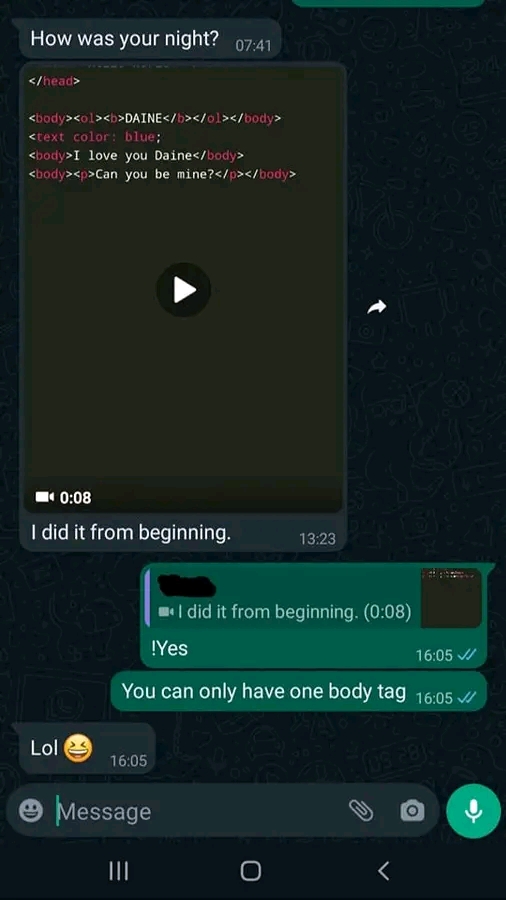 How was your night?
07:41
</head>
<body><ol><b>DAINE</b></ol></body>
<text color: blue;
<body>I love you Daine</body>
<body><p>Can you be mine?</p></body>
0:08
I did it from beginning.
13:23
I did it from beginning. (0:08)
!Yes
16:05
You can only have one body tag
16:05
Lol 😆
16:05
Message